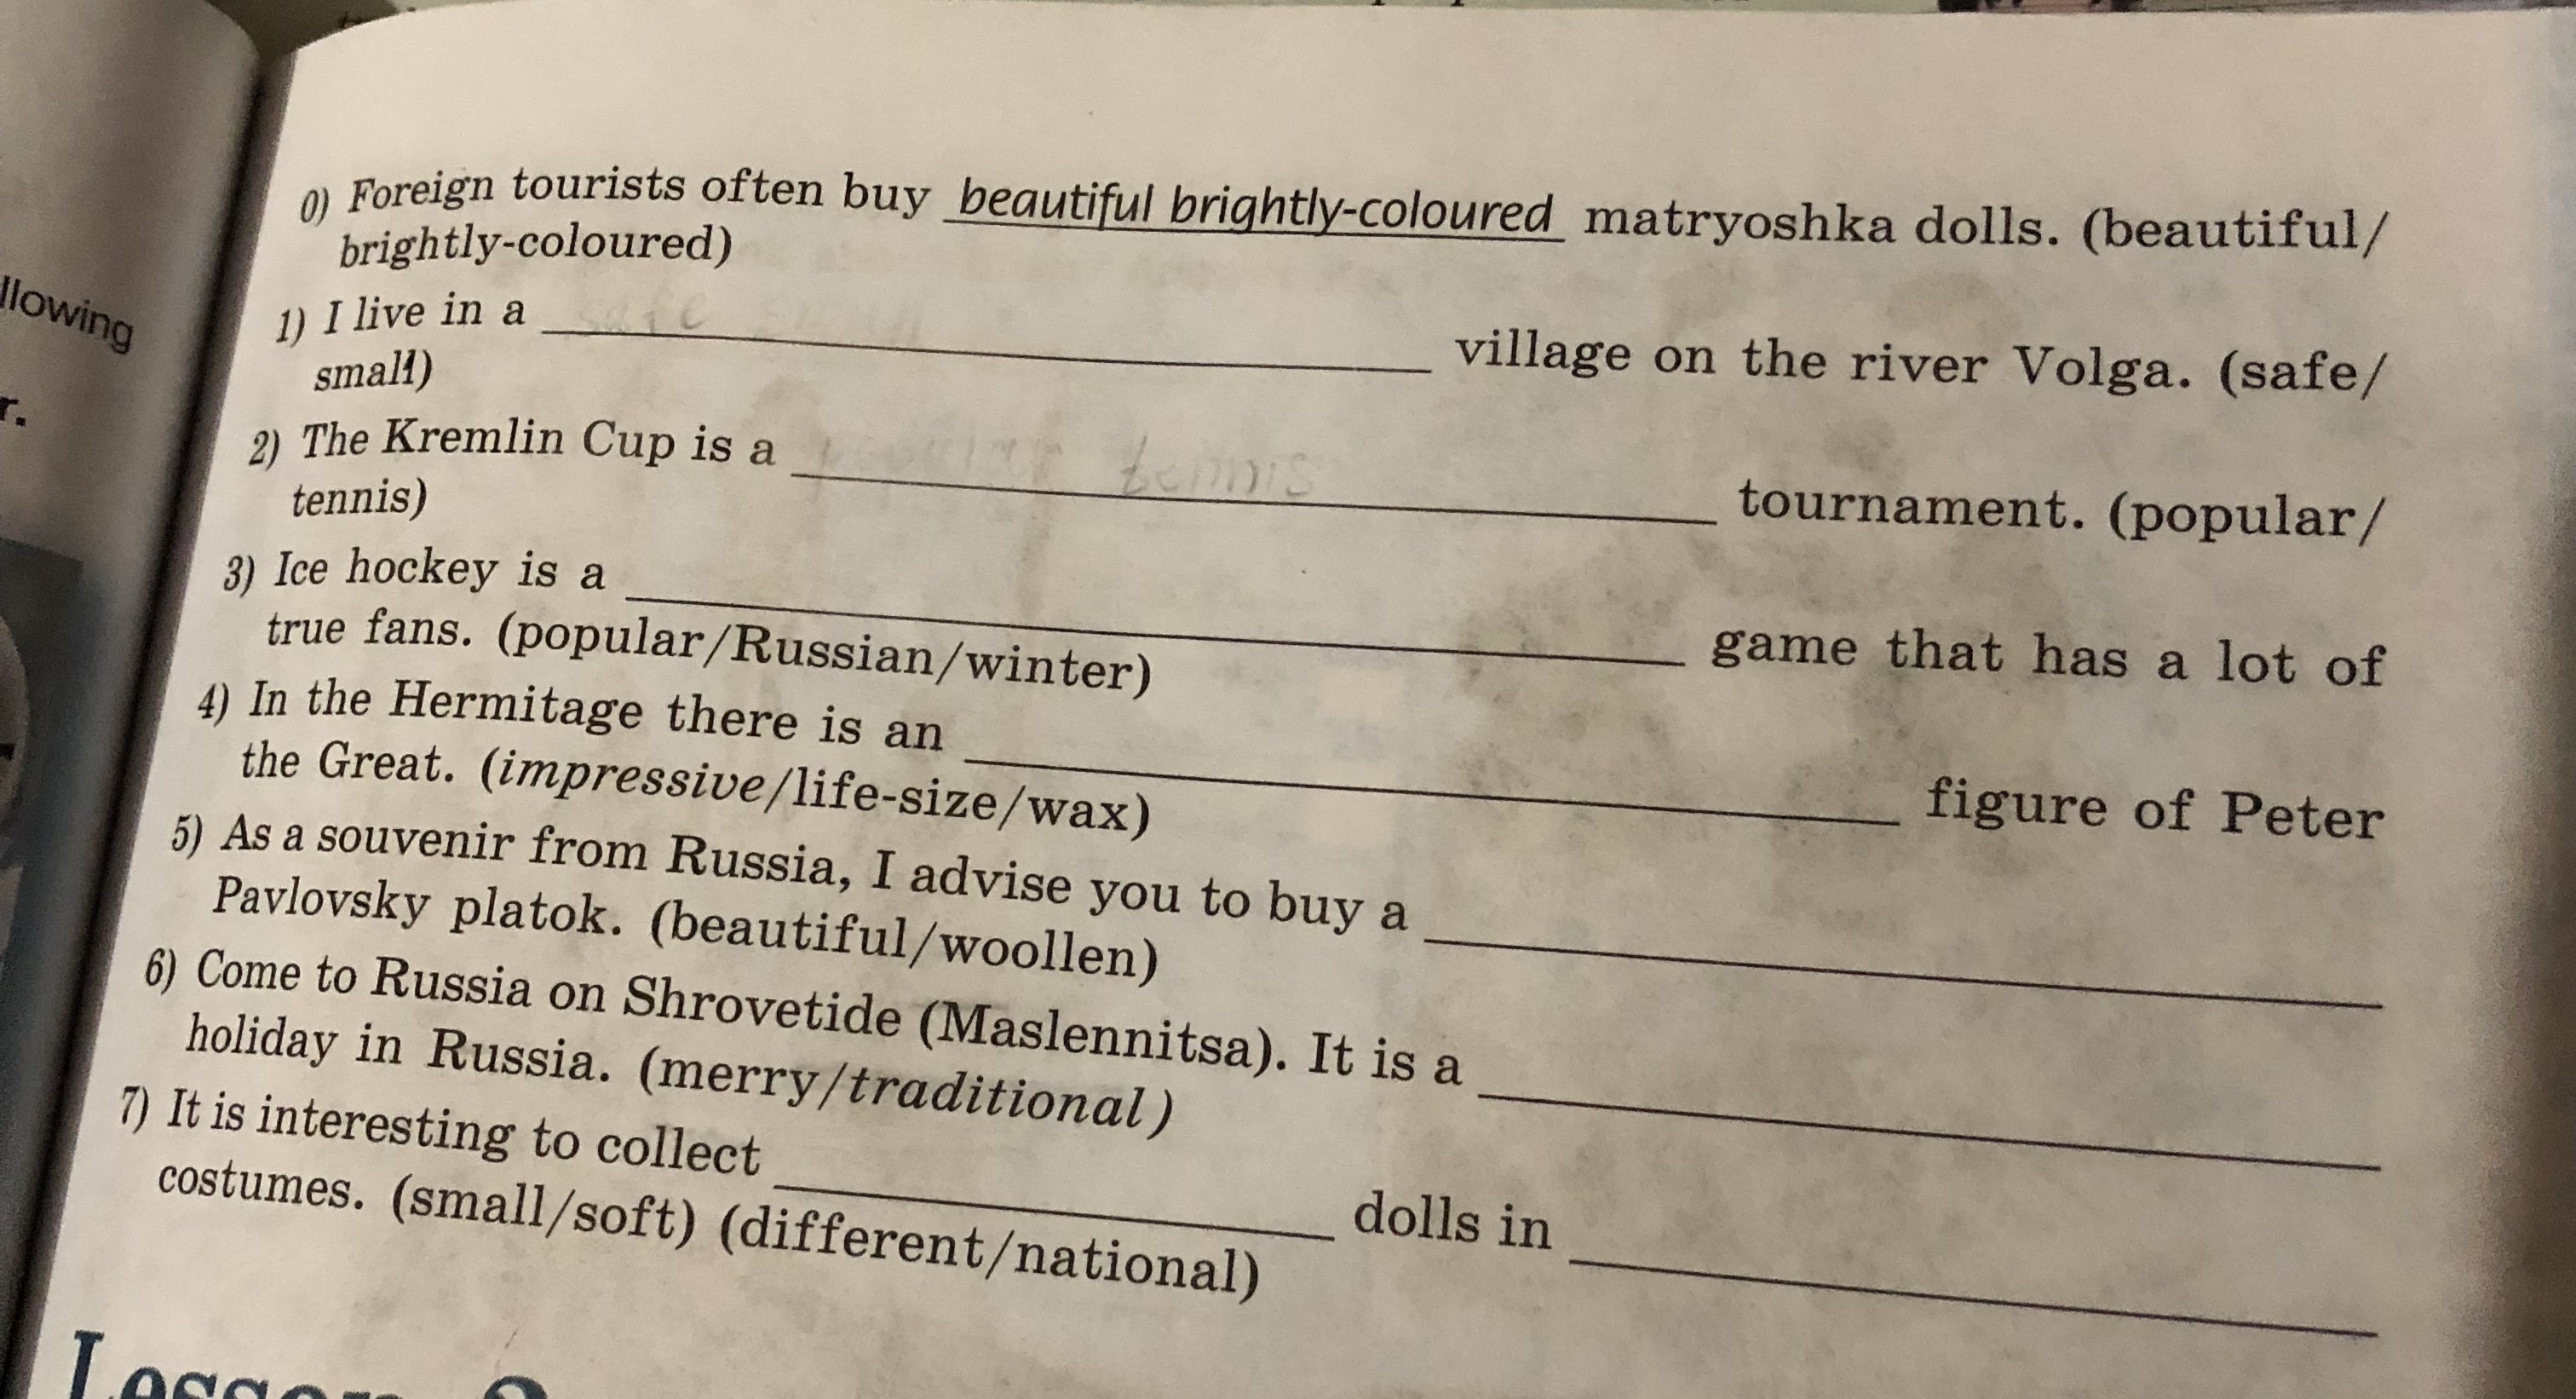 llowing
r.
0) Foreign tourists often buy beautiful brightly-coloured matryoshka dolls. (beautiful/
brightly-coloured)
1) I live in a safe village on the river Volga. (safe/
small)
2) The Kremlin Cup is a popular tennis tournament. (popular/
tennis)
3) Ice hockey is a game that has a lot of
true fans. (popular/Russian/winter)
4) In the Hermitage there is an figure of Peter
the Great. (impressive/life-size/wax)
5) As a souvenir from Russia, I advise you to buy a
Pavlovsky platok. (beautiful/woollen)
6) Come to Russia on Shrovetide (Maslennitsa). It is a
holiday in Russia. (merry/traditional)
7) It is interesting to collect dolls in
costumes. (small/soft) (different/national)
Lesson